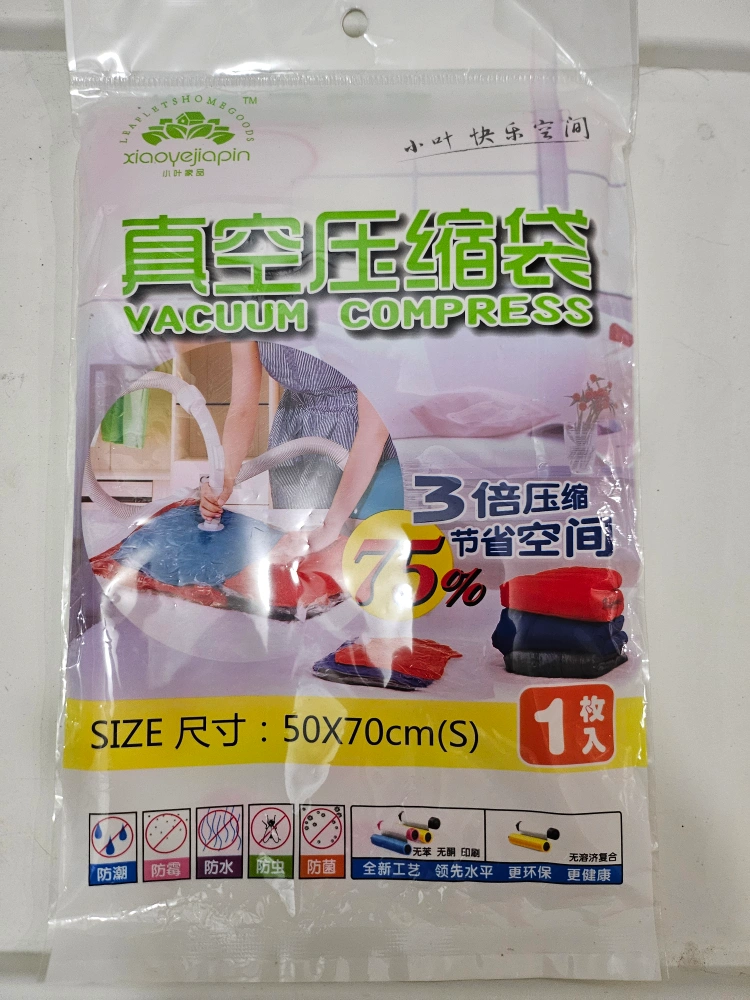 LEAFLETSHOMEGOODS
TM
xiaoyejiapin
小叶家品
小叶 快乐空间
真空压缩袋
VACUUM COMPRESS
3倍压缩
节省空间
75%
SIZE 尺寸：50X70cm(S)
1枚入
防潮 防霉 防水 防虫 防菌
无苯 无酮 印刷
全新工艺 领先水平
无溶济复合
更环保 更健康